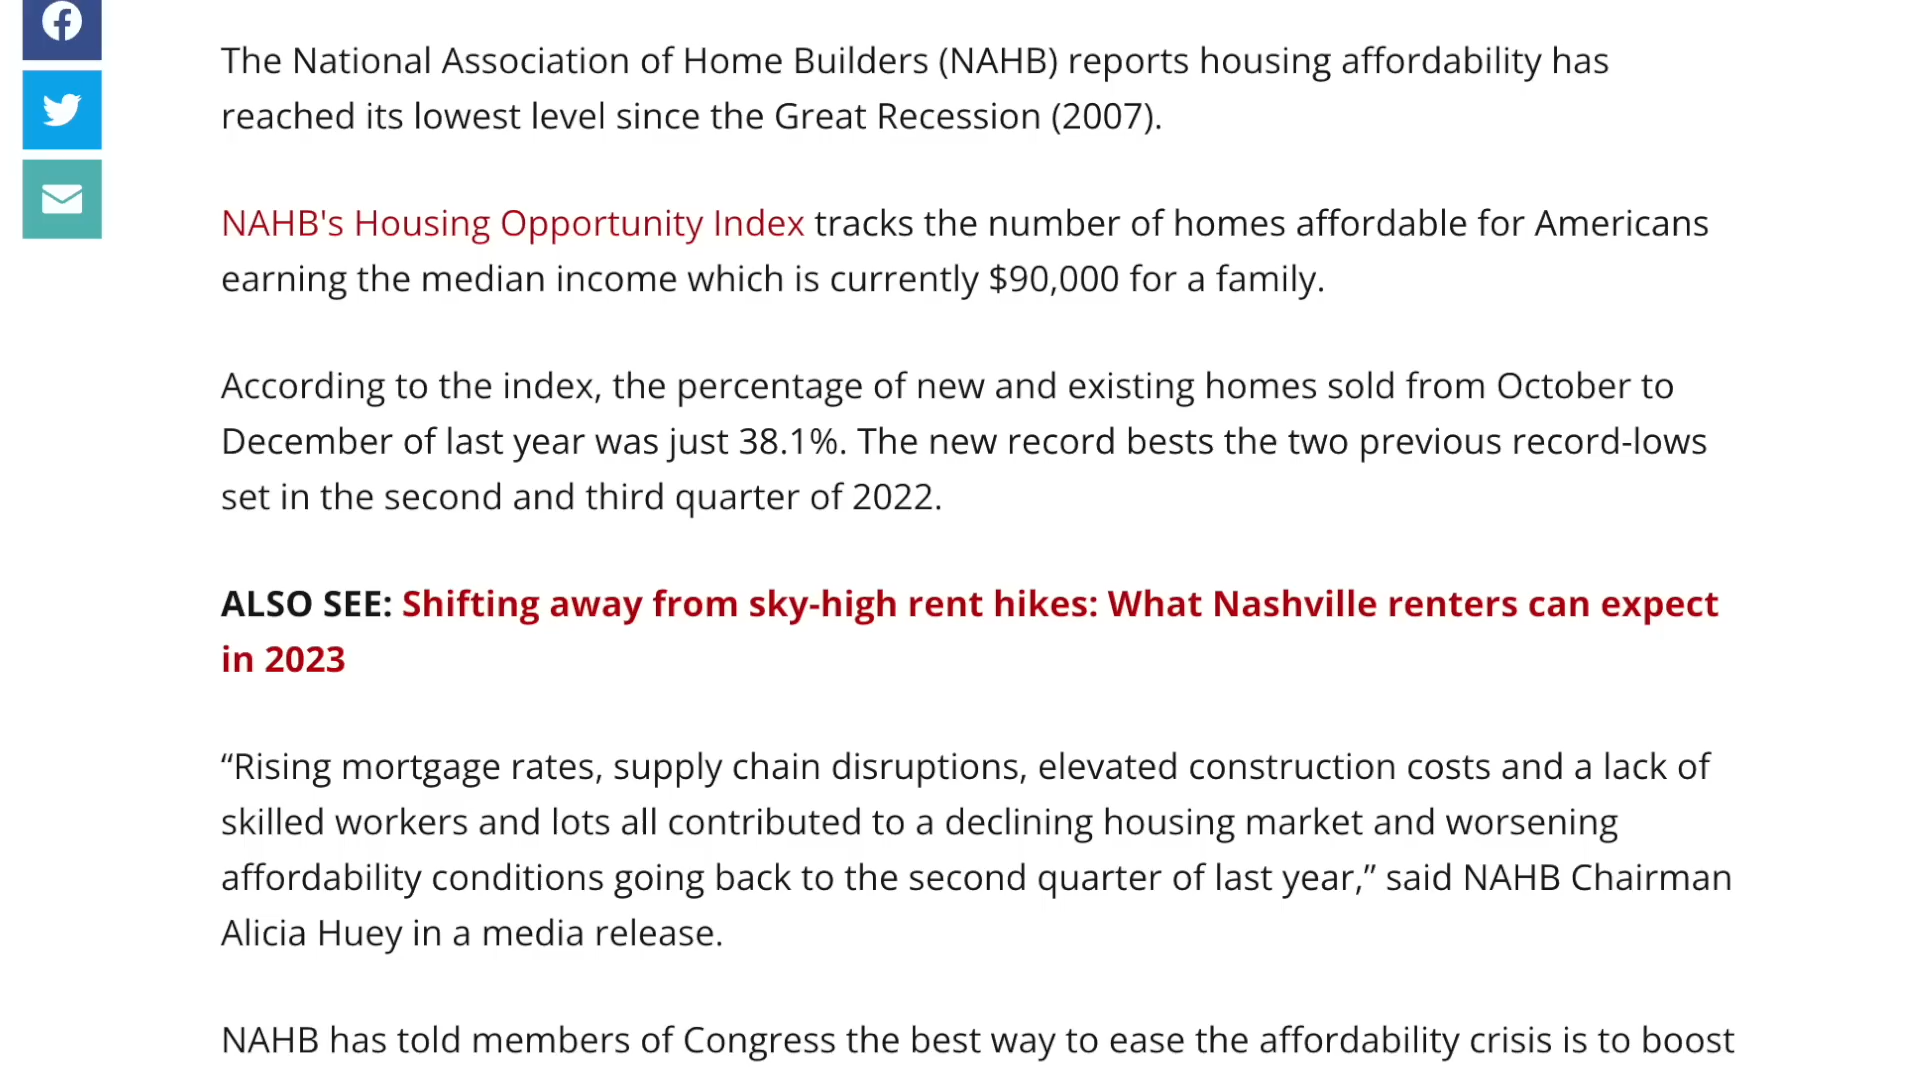 The National Association of Home Builders (NAHB) reports housing affordability has
reached its lowest level since the Great Recession (2007).
NAHB's Housing Opportunity Index tracks the number of homes affordable for Americans
earning the median income which is currently $90,000 for a family.
According to the index, the percentage of new and existing homes sold from October to
December of last year was just 38.1%. The new record bests the two previous record-lows
set in the second and third quarter of 2022.
ALSO SEE: Shifting away from sky-high rent hikes: What Nashville renters can expect
in 2023
“Rising mortgage rates, supply chain disruptions, elevated construction costs and a lack of
skilled workers and lots all contributed to a declining housing market and worsening
affordability conditions going back to the second quarter of last year,” said NAHB Chairman
Alicia Huey in a media release.
NAHB has told members of Congress the best way to ease the affordability crisis is to boost